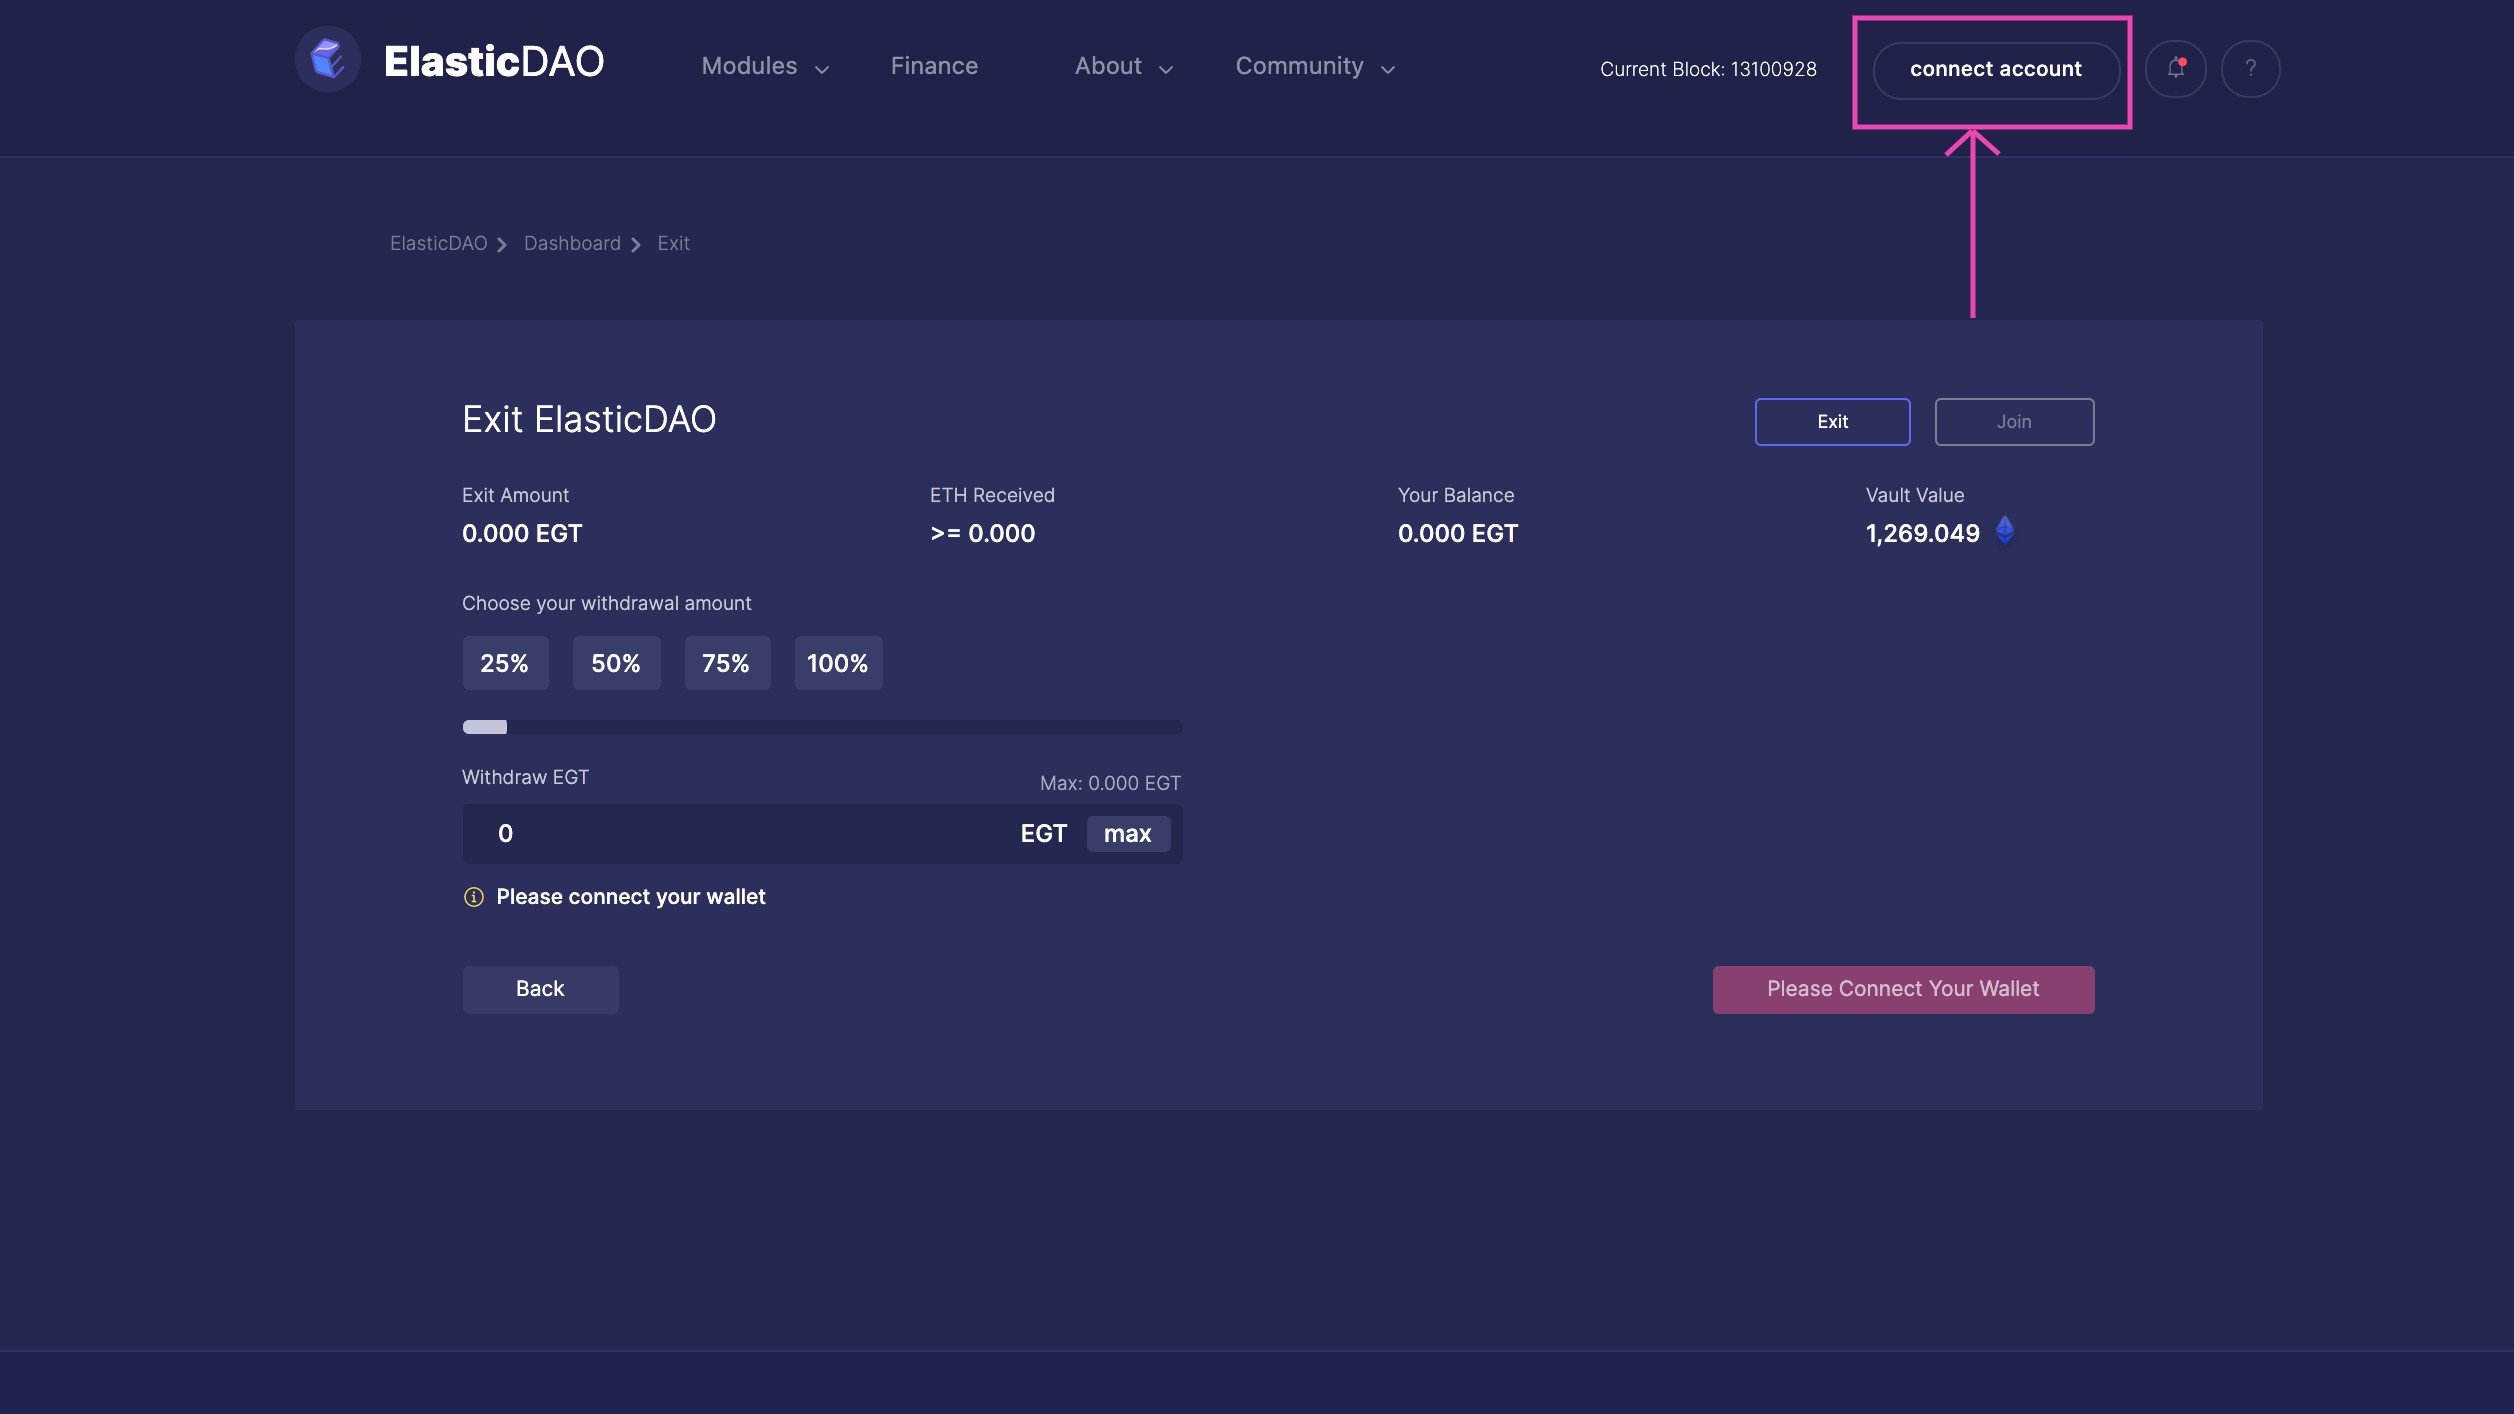 ElasticDAO
Modules
Finance
About
Community
Current Block: 13100928
connect account
?
ElasticDAO
Dashboard
Exit
Exit ElasticDAO
Exit
Join
Exit Amount
ETH Received
Your Balance
Vault Value
0.000 EGT
>= 0.000
0.000 EGT
1,269.049
Choose your withdrawal amount
25%
50%
75%
100%
Withdraw EGT
Max: 0.000 EGT
0
EGT
max
Please connect your wallet
Back
Please Connect Your Wallet